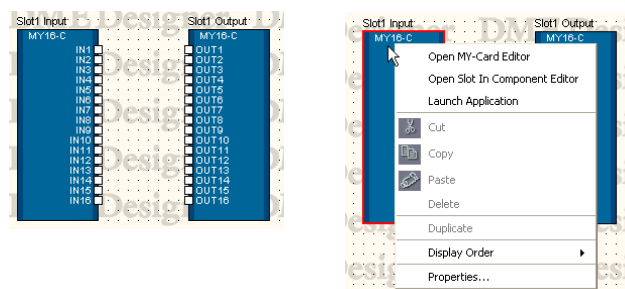 DME Designer
Slot1 Input
Slot1 Output
MY16-C
MY16-C
IN1
IN2
IN3
IN4
IN5
IN6
IN7
IN8
IN9
IN10
IN11
IN12
IN13
IN14
IN15
IN16
OUT1
OUT2
OUT3
OUT4
OUT5
OUT6
OUT7
OUT8
OUT9
OUT10
OUT11
OUT12
OUT13
OUT14
OUT15
OUT16
Slot1 Input
Slot1 Output
MY16-C
MY16-C
Open MY-Card Editor
Open Slot In Component Editor
Launch Application
Cut
Copy
Paste
Delete
Duplicate
Display Order
Properties...